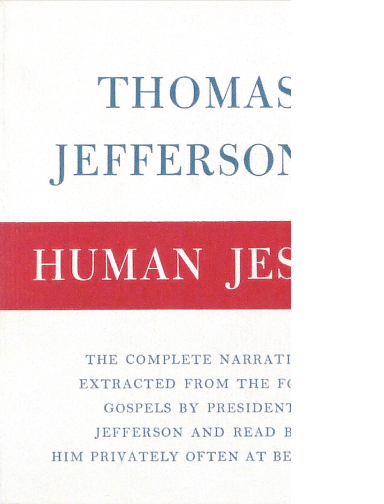 THOMAS
JEFFERSON
HUMAN JES
THE COMPLETE NARRATI
EXTRACTED FROM THE FO
GOSPELS BY PRESIDENT
JEFFERSON AND READ B
HIM PRIVATELY OFTEN AT BE